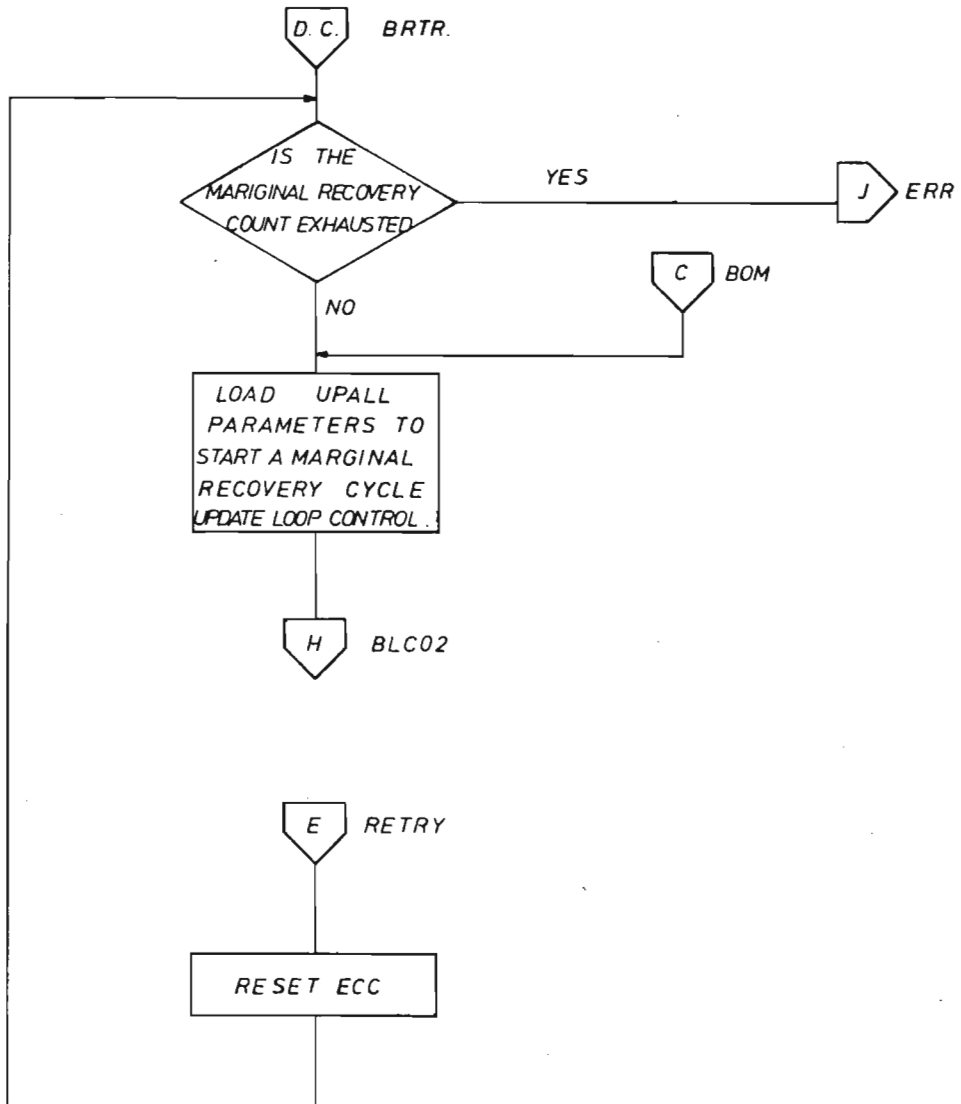 D.C. BRTR.
IS THE
MARIGINAL RECOVERY
COUNT EXHAUSTED
YES
J ERR
C BOM
NO
LOAD UPALL
PARAMETERS TO
START A MARGINAL
RECOVERY CYCLE
UPDATE LOOP CONTROL.
H BLC02
E RETRY
RESET ECC